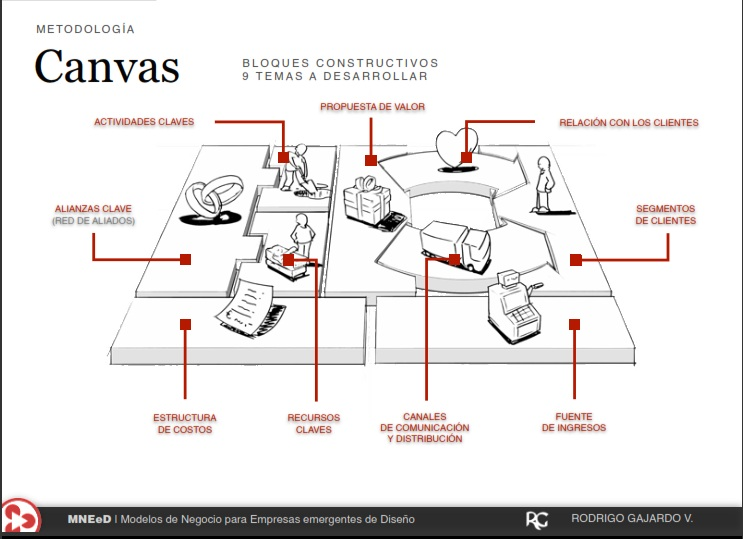 METODOLOGÍA
Canvas
BLOQUES CONSTRUCTIVOS
9 TEMAS A DESARROLLAR
ACTIVIDADES CLAVES
PROPUESTA DE VALOR
RELACIÓN CON LOS CLIENTES
ALIANZAS CLAVE
(RED DE ALIADOS)
SEGMENTOS
DE CLIENTES
ESTRUCTURA
DE COSTOS
RECURSOS
CLAVES
CANALES
DE COMUNICACIÓN
Y DISTRIBUCIÓN
FUENTE
DE INGRESOS
MNEeD | Modelos de Negocio para Empresas emergentes de Diseño
RG
RODRIGO GAJARDO V.